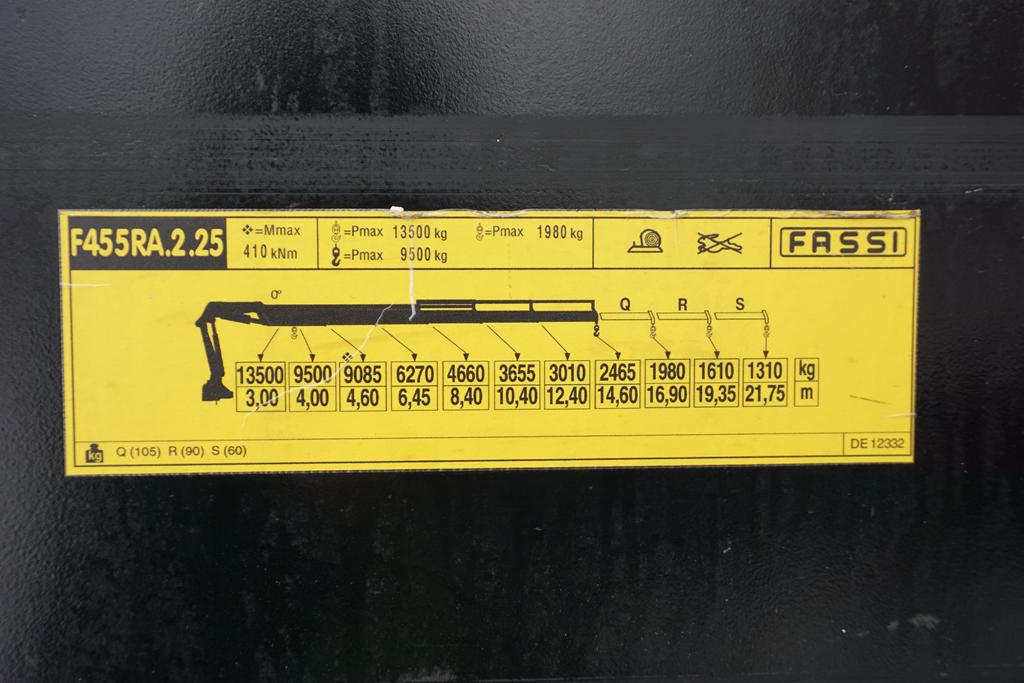 F455RA.2.25
❖=Mmax
410 kNm
=Pmax 13500 kg
=Pmax 9500 kg
=Pmax 1980 kg
FASSI
0°
Q R S
❖
13500 9500 9085 6270 4660 3655 3010 2465 1980 1610 1310 kg
3,00 4,00 4,60 6,45 8,40 10,40 12,40 14,60 16,90 19,35 21,75 m
kg Q (105) R (90) S (60)
DE 12332